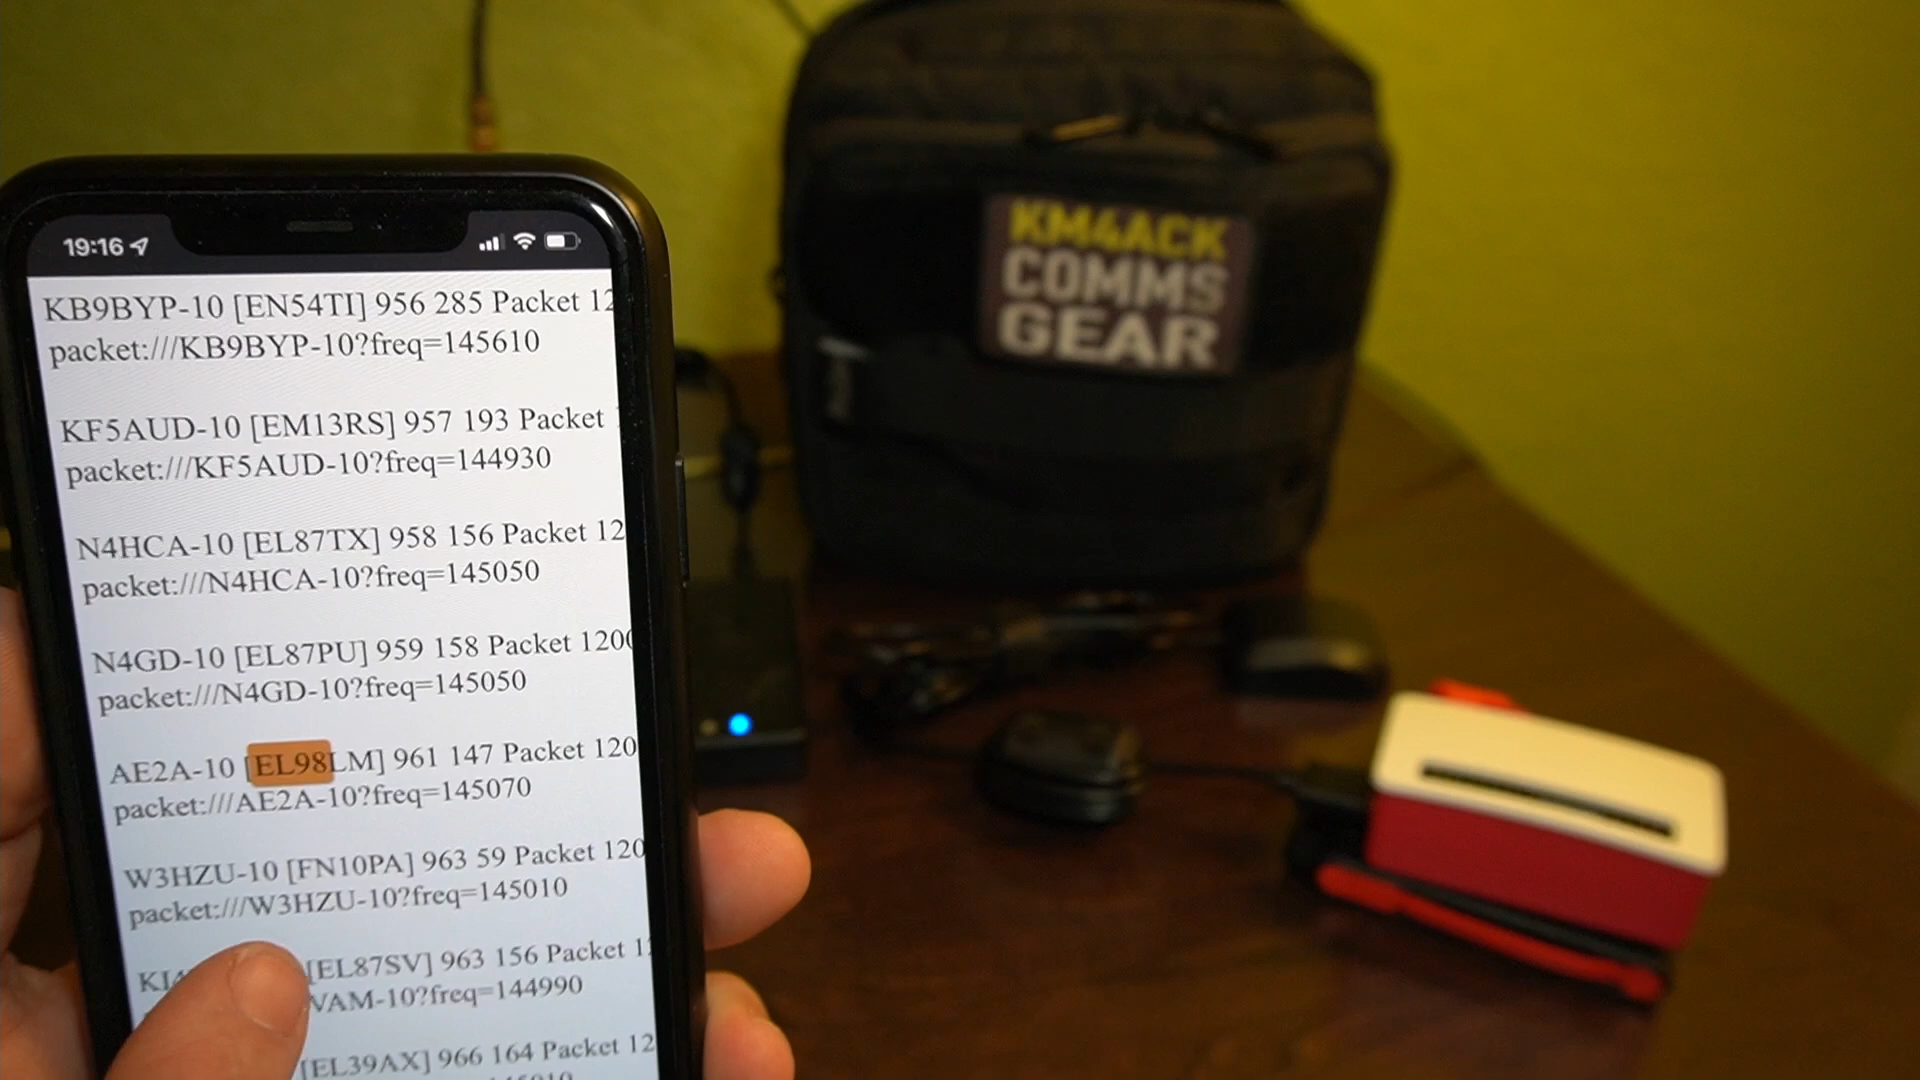 19:16
KB9BYP-10 [EN54TI] 956 285 Packet 12
packet:///KB9BYP-10?freq=145610
KF5AUD-10 [EM13RS] 957 193 Packet
packet:///KF5AUD-10?freq=144930
N4HCA-10 [EL87TX] 958 156 Packet 12
packet:///N4HCA-10?freq=145050
N4GD-10 [EL87PU] 959 158 Packet 1200
packet:///N4GD-10?freq=145050
AE2A-10 [EL98LM] 961 147 Packet 120
packet:///AE2A-10?freq=145070
W3HZU-10 [FN10PA] 963 59 Packet 120
packet:///W3HZU-10?freq=145010
[EL87SV] 963 156 Packet 1
VAM-10?freq=144990
[EL39AX] 966 164 Packet 12
KM4ACK
COMMS
GEAR